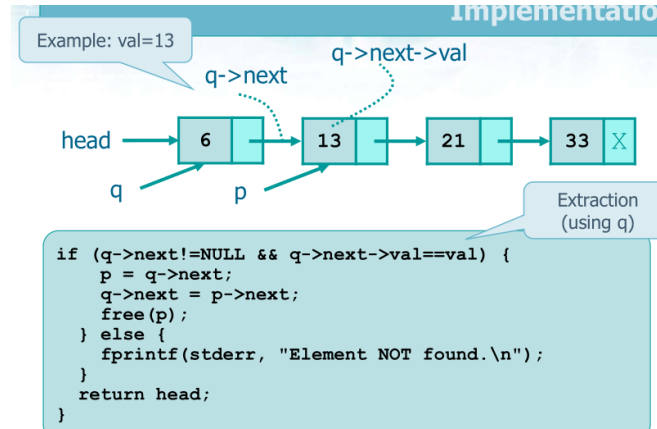 Implementatio
Example: val=13
q->next
q->next->val
head
6
13
21
33
X
q
p
Extraction
(using q)
if (q->next!=NULL && q->next->val==val) {
p = q->next;
q->next = p->next;
free(p);
} else {
fprintf(stderr, "Element NOT found.\n");
}
return head;
}